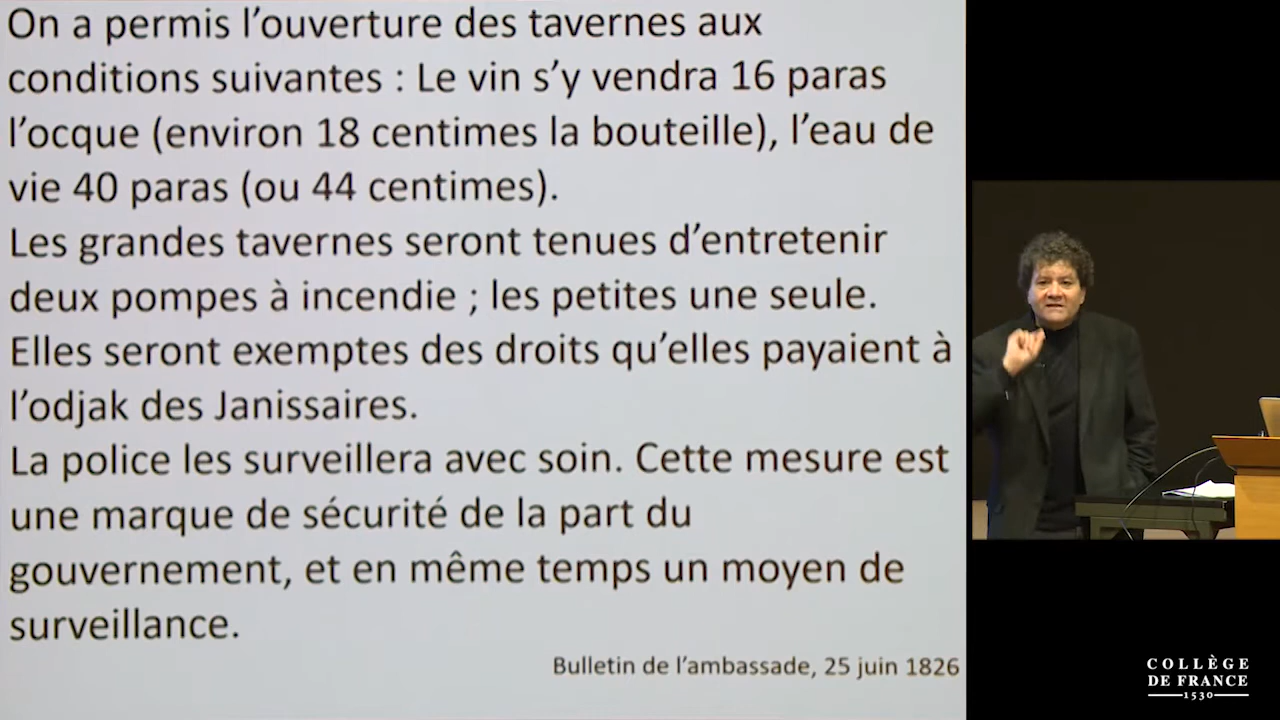 On a permis l’ouverture des tavernes aux
conditions suivantes : Le vin s’y vendra 16 paras
l’ocque (environ 18 centimes la bouteille), l’eau de
vie 40 paras (ou 44 centimes).
Les grandes tavernes seront tenues d’entretenir
deux pompes à incendie ; les petites une seule.
Elles seront exemptes des droits qu’elles payaient à
l’odjak des Janissaires.
La police les surveillera avec soin. Cette mesure est
une marque de sécurité de la part du
gouvernement, et en même temps un moyen de
surveillance.
Bulletin de l’ambassade, 25 juin 1826
COLLÈGE
DE FRANCE
1530